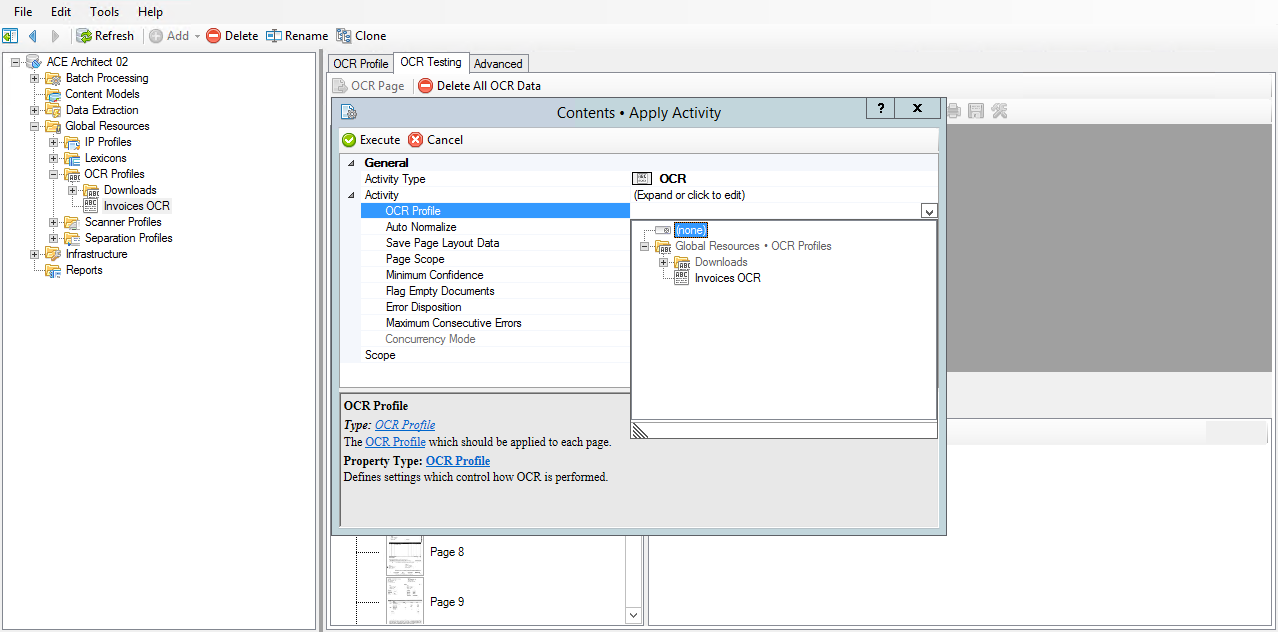 File Edit Tools Help
Refresh Add Delete Rename Clone
ACE Architect 02
Batch Processing
Content Models
Data Extraction
Global Resources
IP Profiles
Lexicons
OCR Profiles
Downloads
Invoices OCR
Scanner Profiles
Separation Profiles
Infrastructure
Reports
OCR Profile OCR Testing Advanced
OCR Page Delete All OCR Data
Contents • Apply Activity ? X
Execute Cancel
General
Activity Type OCR
Activity (Expand or click to edit)
OCR Profile
Auto Normalize
Save Page Layout Data
Page Scope
Minimum Confidence
Flag Empty Documents
Error Disposition
Maximum Consecutive Errors
Concurrency Mode
Scope
(none)
Global Resources • OCR Profiles
Downloads
Invoices OCR
OCR Profile
Type: OCR Profile
The OCR Profile which should be applied to each page.
Property Type: OCR Profile
Defines settings which control how OCR is performed.
Page 8
Page 9